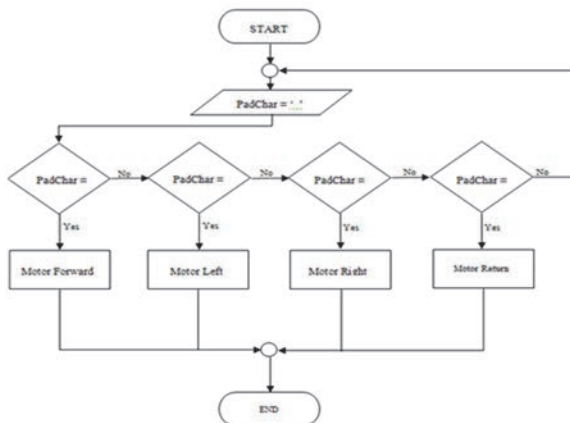 START
PadChar = "_"
PadChar =
No
PadChar =
No
PadChar =
No
PadChar =
No
Yes
Yes
Yes
Yes
Motor Forward
Motor Left
Motor Right
Motor Return
END